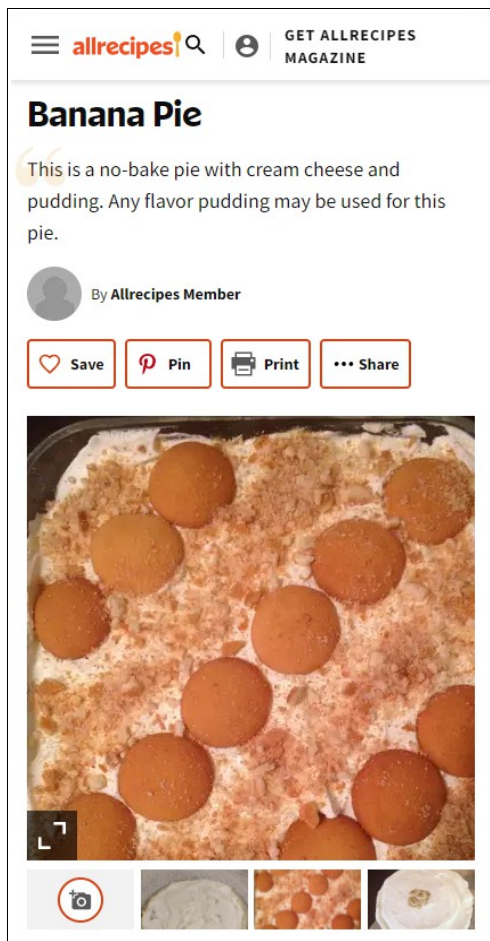 allrecipes
GET ALLRECIPES
MAGAZINE
Banana Pie
This is a no-bake pie with cream cheese and
pudding. Any flavor pudding may be used for this
pie.
By Allrecipes Member
Save Pin Print Share